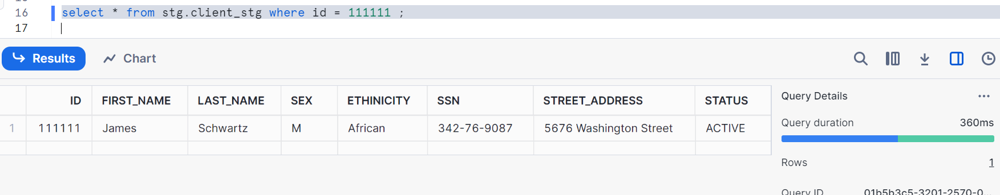 16 select * from stg.client_stg where id = 111111 ;
17
Results Chart
ID FIRST_NAME LAST_NAME SEX ETHINICITY SSN STREET_ADDRESS STATUS
1 111111 James Schwartz M African 342-76-9087 5676 Washington Street ACTIVE
Query Details ...
Query duration 360ms
Rows 1
Query ID 01b5b3c5-3201-2570-0...